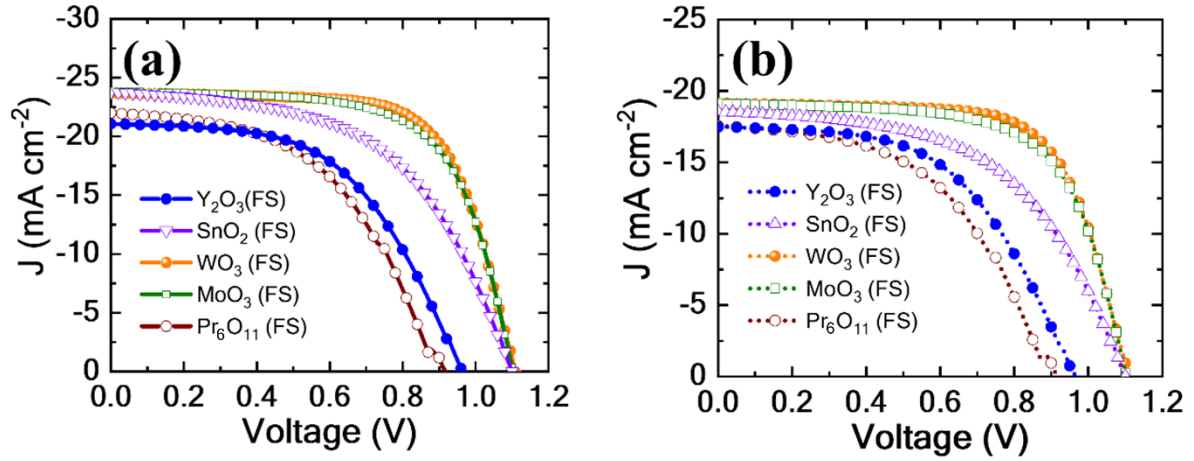 (a)
J (mA cm-2)
-30
-25
-20
-15
-10
-5
0
Y2O3(FS)
SnO2 (FS)
WO3 (FS)
MoO3 (FS)
Pr6O11 (FS)
0.0 0.2 0.4 0.6 0.8 1.0 1.2
Voltage (V)
(b)
J (mA cm-2)
-25
-20
-15
-10
-5
0
Y2O3 (FS)
SnO2 (FS)
WO3 (FS)
MoO3 (FS)
Pr6O11 (FS)
0.0 0.2 0.4 0.6 0.8 1.0 1.2
Voltage (V)